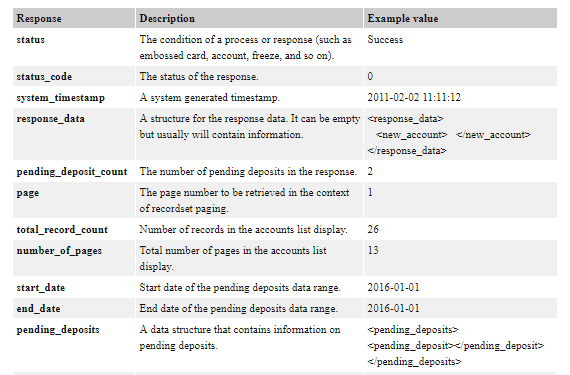 Response Description Example value
status The condition of a process or response (such as Success
embossed card, account, freeze, and so on).
status_code The status of the response. 0
system_timestamp A system generated timestamp. 2011-02-02 11:11:12
response_data A structure for the response data. It can be empty <response_data>
but usually will contain information. <new_account> </new_account>
</response_data>
pending_deposit_count The number of pending deposits in the response. 2
page The page number to be retrieved in the context 1
of recordset paging.
total_record_count Number of records in the accounts list display. 26
number_of_pages Total number of pages in the accounts list 13
display.
start_date Start date of the pending deposits data range. 2016-01-01
end_date End date of the pending deposits data range. 2016-01-01
pending_deposits A data structure that contains information on <pending_deposits>
pending deposits. <pending_deposit></pending_deposit>
</pending_deposits>